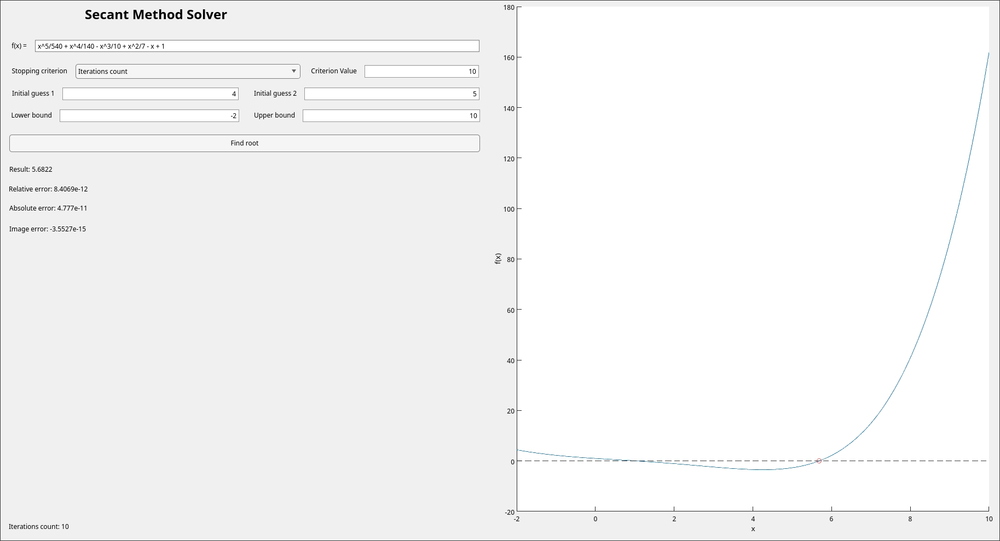 Secant Method Solver
f(x) = x^5/540 + x^4/140 - x^3/10 + x^2/7 - x + 1
Stopping criterion Iterations count Criterion Value 10
Initial guess 1 4 Initial guess 2 5
Lower bound -2 Upper bound 10
Find root
Result: 5.6822
Relative error: 8.4069e-12
Absolute error: 4.777e-11
Image error: -3.5527e-15
Iterations count: 10
180
160
140
120
100
80
60
40
20
0
-20
f(x)
-2 0 2 4 6 8 10
x